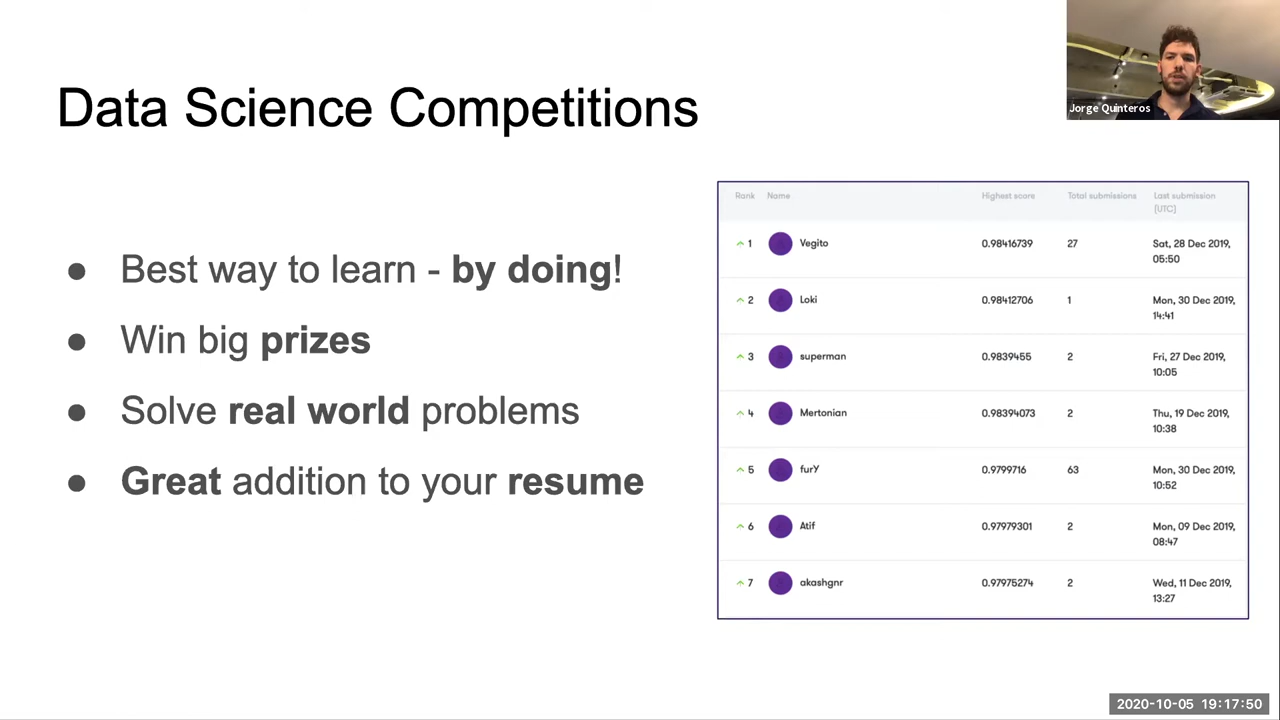 Data Science Competitions
Jorge Quinteros
● Best way to learn - by doing!
● Win big prizes
● Solve real world problems
● Great addition to your resume
Rank Name Highest score Total submissions Last submission
(UTC)
1 Vegito 0.98416739 27 Sat, 28 Dec 2019,
05:50
2 Loki 0.98412706 1 Mon, 30 Dec 2019,
14:41
3 superman 0.9839455 2 Fri, 27 Dec 2019,
10:05
4 Mertonian 0.98394073 2 Thu, 19 Dec 2019,
10:38
5 furY 0.9799716 63 Mon, 30 Dec 2019,
10:52
6 Atif 0.97979301 2 Mon, 09 Dec 2019,
08:47
7 akashgnr 0.97975274 2 Wed, 11 Dec 2019,
13:27
2020-10-05 19:17:50